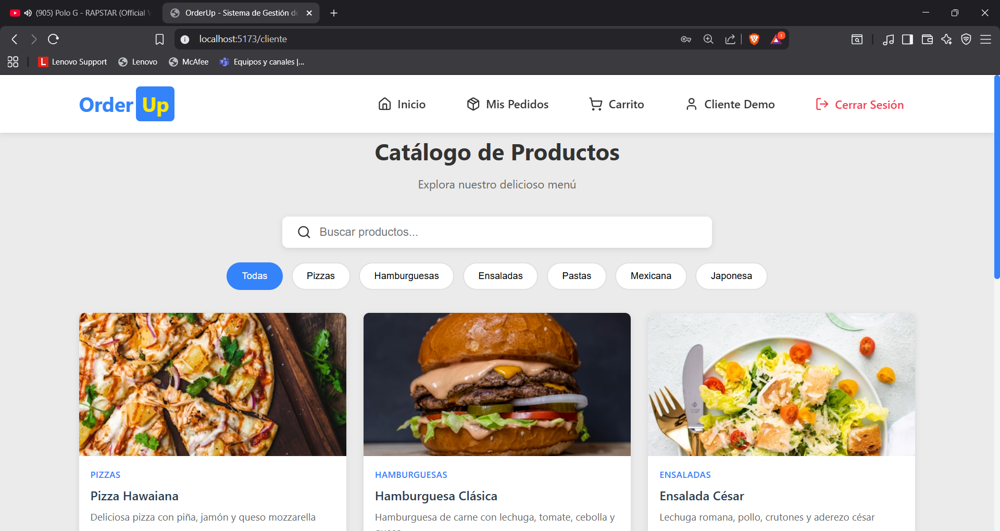 (905) Polo G - RAPSTAR (Official V
OrderUp - Sistema de Gestión de
localhost:5173/cliente
1
L Lenovo Support
Lenovo
McAfee
Equipos y canales |...
Order Up
Inicio
Mis Pedidos
Carrito
Cliente Demo
Cerrar Sesión
Catálogo de Productos
Explora nuestro delicioso menú
Buscar productos...
Todas
Pizzas
Hamburguesas
Ensaladas
Pastas
Mexicana
Japonesa
PIZZAS
Pizza Hawaiana
Deliciosa pizza con piña, jamón y queso mozzarella
HAMBURGUESAS
Hamburguesa Clásica
Hamburguesa de carne con lechuga, tomate, cebolla y
ENSALADAS
Ensalada César
Lechuga romana, pollo, crutones y aderezo césar